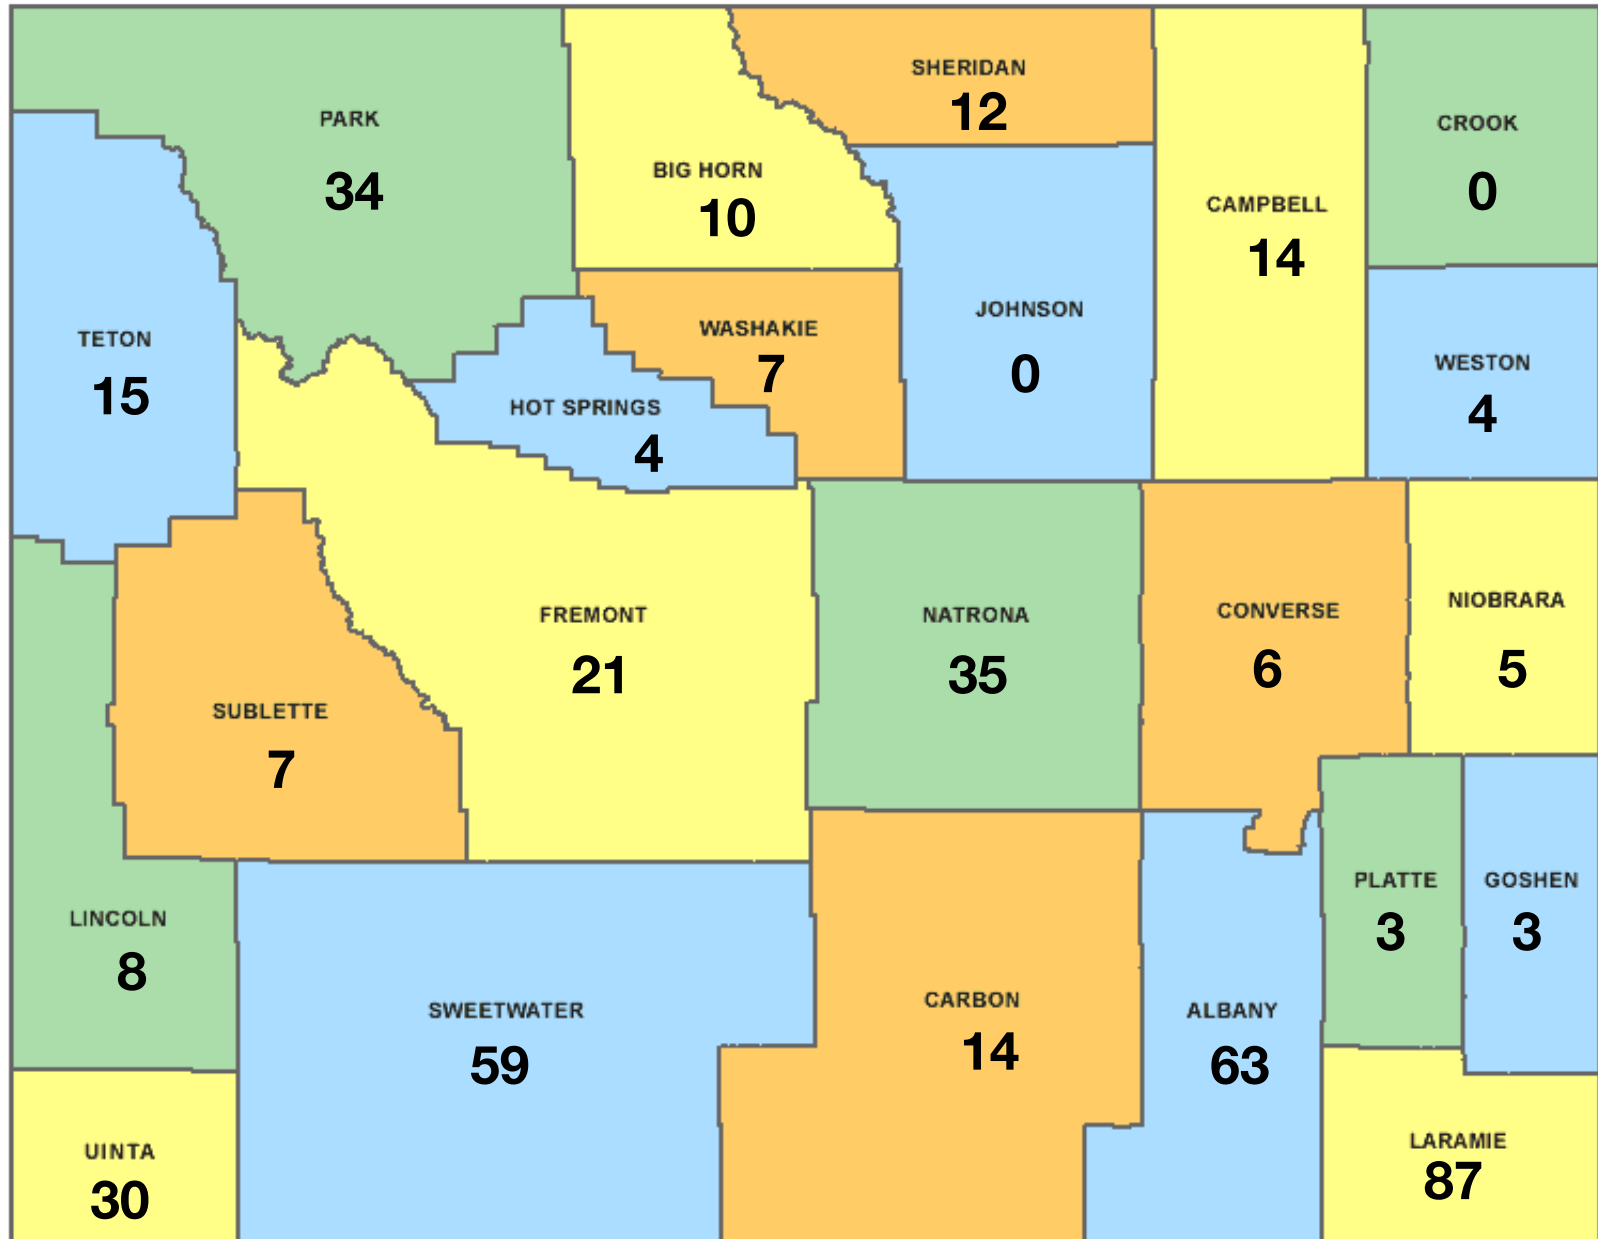 SHERIDAN
12
PARK
34
CROOK
0
BIG HORN
10
CAMPBELL
14
JOHNSON
0
WASHAKIE
7
TETON
15
WESTON
4
HOT SPRINGS
4
NIOBRARA
5
CONVERSE
6
FREMONT
21
NATRONA
35
SUBLETTE
7
PLATTE
3
GOSHEN
3
LINCOLN
8
CARBON
14
SWEETWATER
59
ALBANY
63
LARAMIE
87
UINTA
30